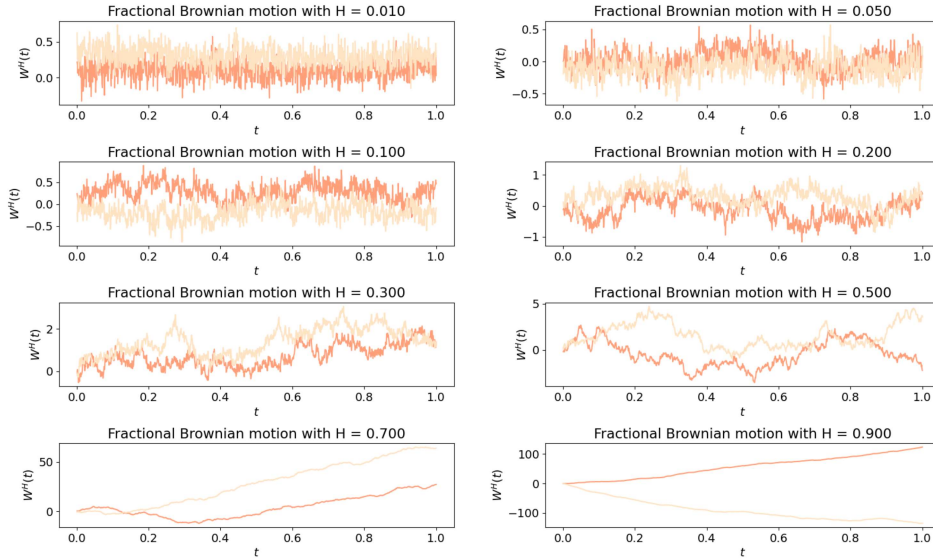 Fractional Brownian motion with H = 0.010
W^H(t)
0.5
0.0
0.0 0.2 0.4 0.6 0.8 1.0
t
Fractional Brownian motion with H = 0.050
W^H(t)
0.5
0.0
−0.5
0.0 0.2 0.4 0.6 0.8 1.0
t
Fractional Brownian motion with H = 0.100
W^H(t)
0.5
0.0
−0.5
0.0 0.2 0.4 0.6 0.8 1.0
t
Fractional Brownian motion with H = 0.200
W^H(t)
1
0
−1
0.0 0.2 0.4 0.6 0.8 1.0
t
Fractional Brownian motion with H = 0.300
W^H(t)
2
0
0.0 0.2 0.4 0.6 0.8 1.0
t
Fractional Brownian motion with H = 0.500
W^H(t)
5
0
0.0 0.2 0.4 0.6 0.8 1.0
t
Fractional Brownian motion with H = 0.700
W^H(t)
50
0
0.0 0.2 0.4 0.6 0.8 1.0
t
Fractional Brownian motion with H = 0.900
W^H(t)
100
0
−100
0.0 0.2 0.4 0.6 0.8 1.0
t